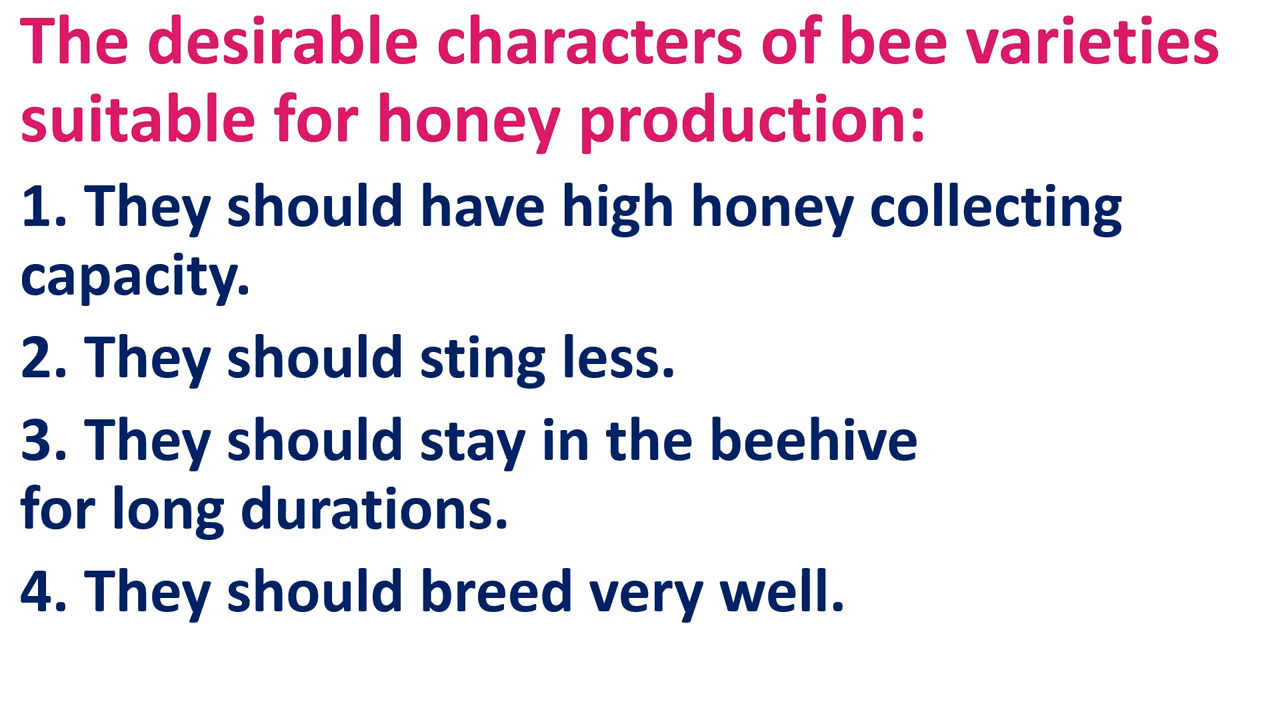 The desirable characters of bee varieties
suitable for honey production:
1. They should have high honey collecting
capacity.
2. They should sting less.
3. They should stay in the beehive
for long durations.
4. They should breed very well.